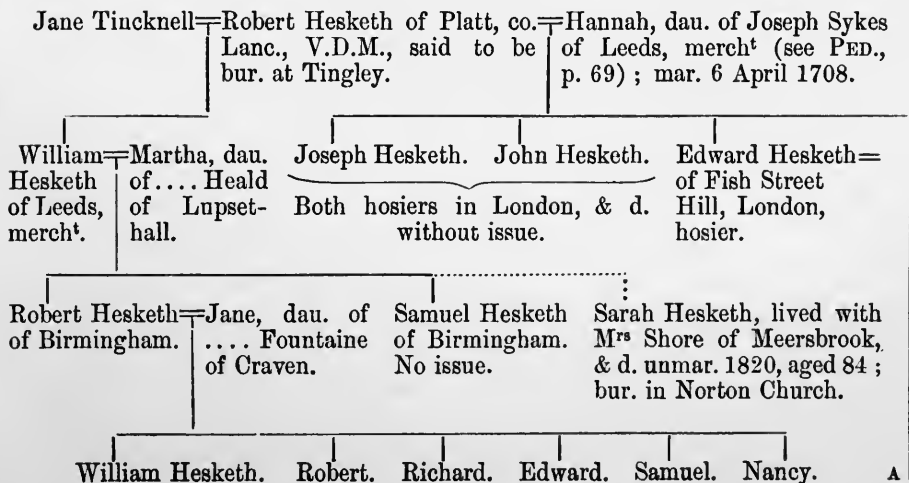 Jane Tincknell=Robert Hesketh of Platt, co.=Hannah, dau. of Joseph Sykes
Lanc., V.D.M., said to be
bur. at Tingley.
of Leeds, mercht (see PED.,
p. 69) ; mar. 6 April 1708.
William=Martha, dau.
Hesketh
of Leeds,
mercht.
of.... Heald
of Lupset-
hall.
Joseph Hesketh. John Hesketh.
Both hosiers in London, & d.
without issue.
Edward Hesketh=
of Fish Street
Hill, London,
hosier.
Robert Hesketh=Jane, dau. of
of Birmingham.
.... Fountaine
of Craven.
Samuel Hesketh
of Birmingham.
No issue.
Sarah Hesketh, lived with
Mrs Shore of Meersbrook,
& d. unmar. 1820, aged 84 ;
bur. in Norton Church.
William Hesketh. Robert. Richard. Edward. Samuel. Nancy. A